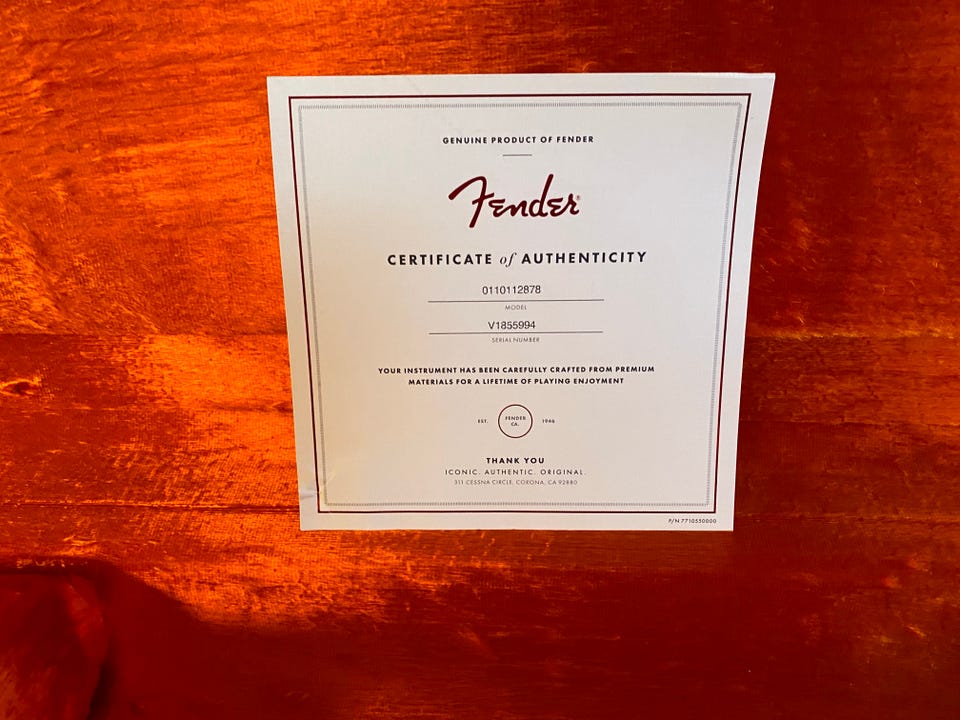 GENUINE PRODUCT OF FENDER
Fender®
CERTIFICATE of AUTHENTICITY
0110112878
MODEL
V1855994
SERIAL NUMBER
YOUR INSTRUMENT HAS BEEN CAREFULLY CRAFTED FROM PREMIUM
MATERIALS FOR A LIFETIME OF PLAYING ENJOYMENT
EST. FENDER CA. 1946
THANK YOU
ICONIC. AUTHENTIC. ORIGINAL.
311 CESSNA CIRCLE, CORONA, CA 92880
P/N 7710550000